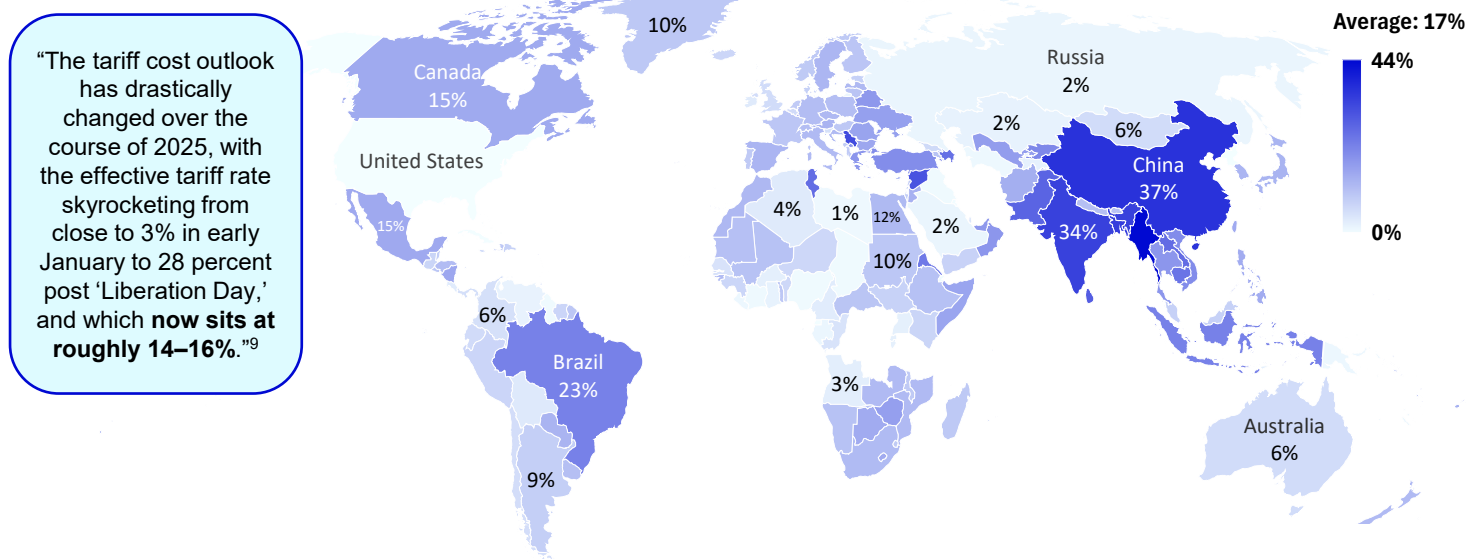 “The tariff cost outlook
has drastically
changed over the
course of 2025, with
the effective tariff rate
skyrocketing from
close to 3% in early
January to 28 percent
post ‘Liberation Day,’
and which now sits at
roughly 14–16%.”⁹
10%
Average: 17%
44%
0%
Canada
15%
United States
15%
Russia
2%
2%
6%
China
37%
4%
1%
12%
2%
34%
10%
6%
Brazil
23%
3%
9%
Australia
6%